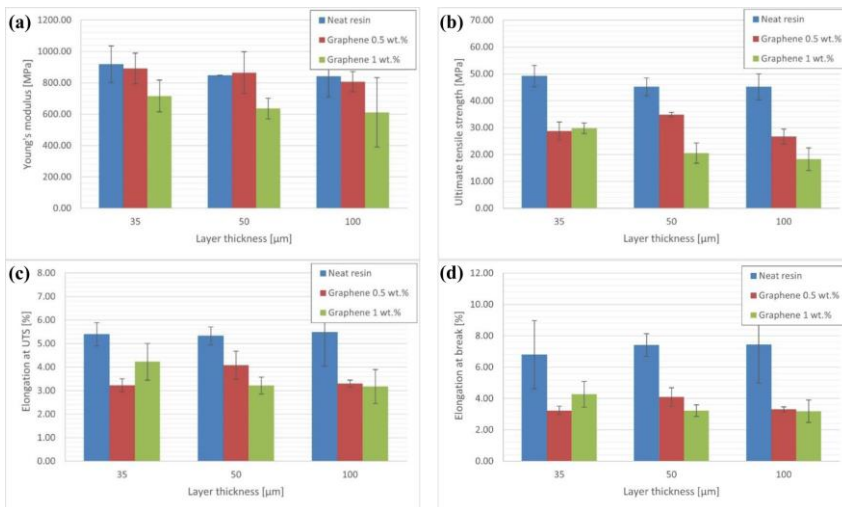 (a)
1200.00
1000.00
800.00
600.00
400.00
200.00
0.00
Young's modulus [MPa]
35
50
100
Layer thickness [µm]
Neat resin
Graphene 0.5 wt.%
Graphene 1 wt.%
(b)
70.00
60.00
50.00
40.00
30.00
20.00
10.00
0.00
Ultimate tensile strength [MPa]
35
50
100
Layer thickness [µm]
Neat resin
Graphene 0.5 wt.%
Graphene 1 wt.%
(c)
8.00
7.00
6.00
5.00
4.00
3.00
2.00
1.00
0.00
Elongation at UTS [%]
35
50
100
Layer thickness [µm]
Neat resin
Graphene 0.5 wt.%
Graphene 1 wt.%
(d)
12.00
10.00
8.00
6.00
4.00
2.00
0.00
Elongation at break [%]
35
50
100
Layer thickness [µm]
Neat resin
Graphene 0.5 wt.%
Graphene 1 wt.%